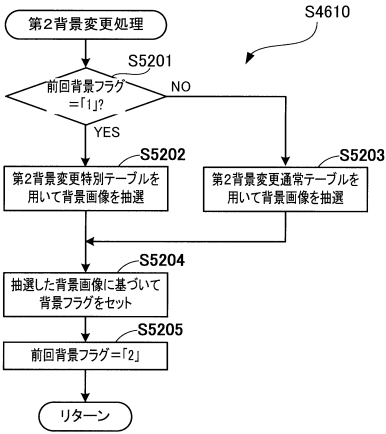 第2背景変更処理
S4610
S5201
前回背景フラグ
＝「1」?
NO
YES
S5202
第2背景変更特別テーブルを
用いて背景画像を抽選
S5203
第2背景変更通常テーブルを
用いて背景画像を抽選
S5204
抽選した背景画像に基づいて
背景フラグをセット
S5205
前回背景フラグ＝「2」
リターン